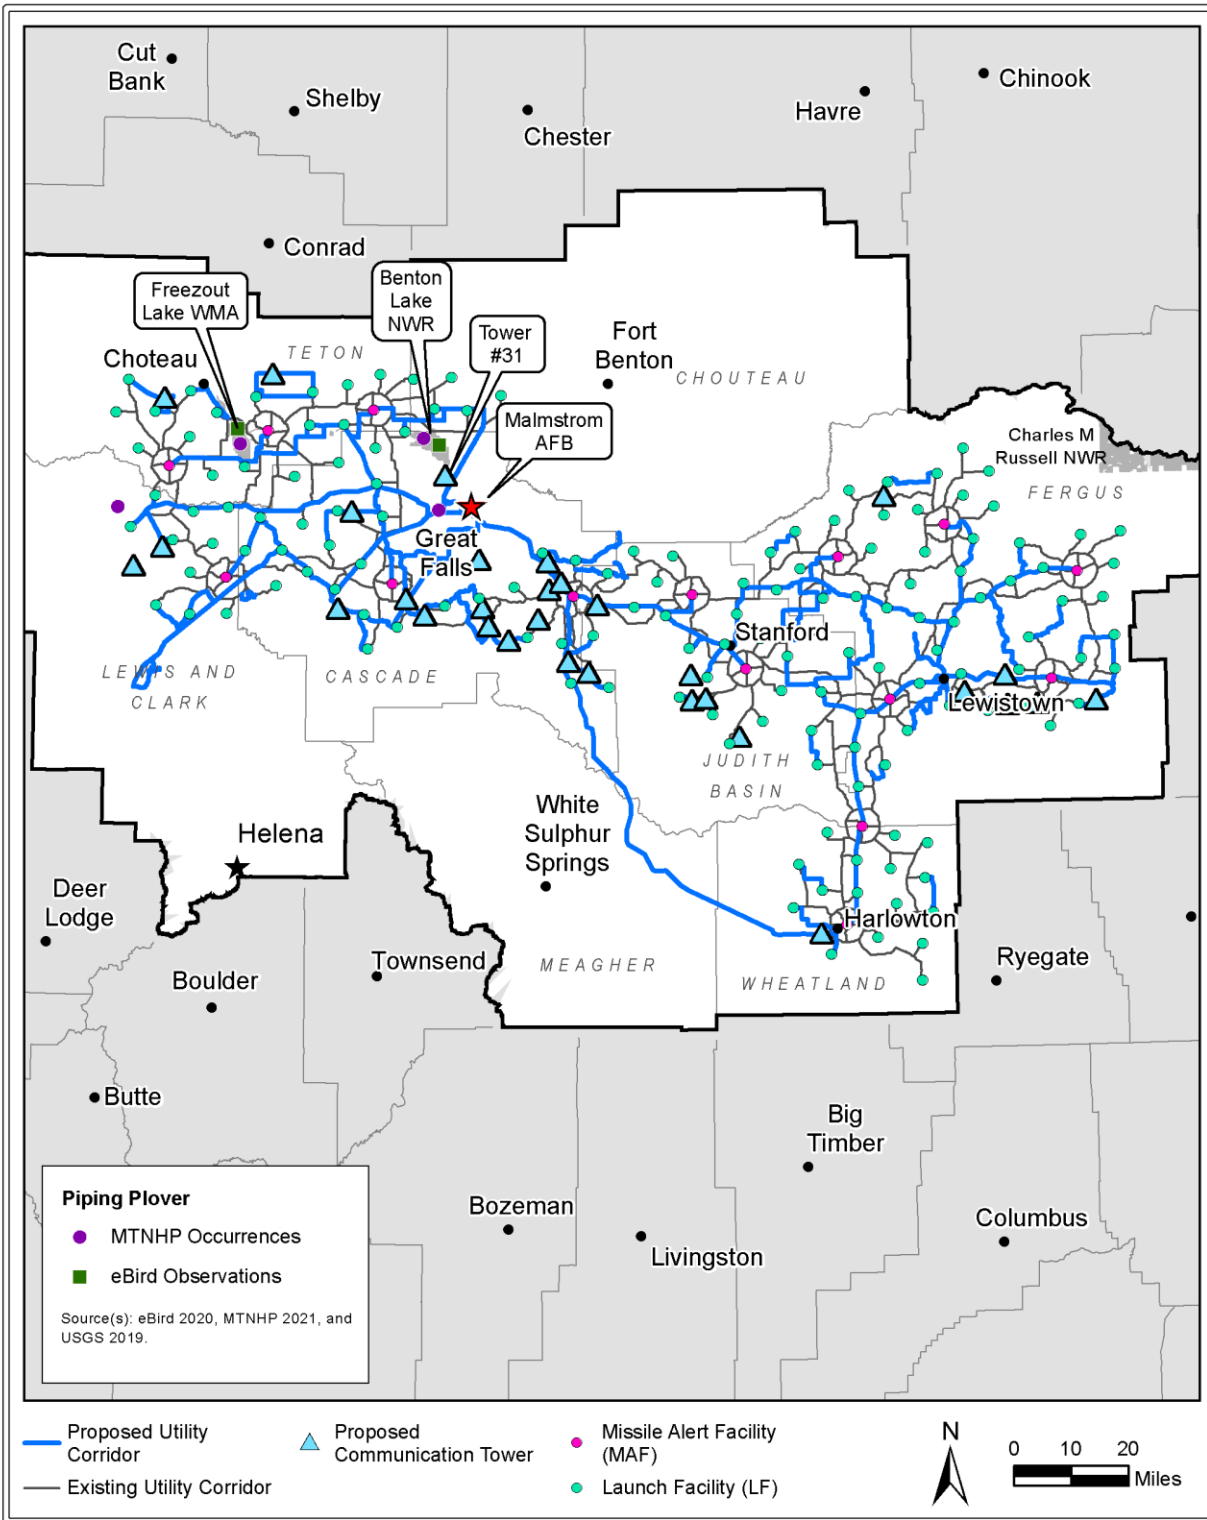 Cut
Bank
Shelby
Chester
Havre
Chinook
Conrad
Freezout
Lake WMA
Benton
Lake
NWR
Tower
#31
Malmstrom
AFB
Choteau
TETON
Fort
Benton
CHOUTEAU
Charles M
Russell NWR
FERGUS
Great
Falls
Stanford
Lewistown
LEWIS AND
CLARK
CASCADE
JUDITH
BASIN
White
Sulphur
Springs
Helena
Deer
Lodge
Harlowton
Townsend
MEAGHER
WHEATLAND
Ryegate
Boulder
Butte
Big
Timber
Bozeman
Livingston
Columbus
Piping Plover
MTNHP Occurrences
eBird Observations
Source(s): eBird 2020, MTNHP 2021, and
USGS 2019.
Proposed Utility
Corridor
Existing Utility Corridor
Proposed
Communication Tower
Missile Alert Facility
(MAF)
Launch Facility (LF)
N
0 10 20
Miles